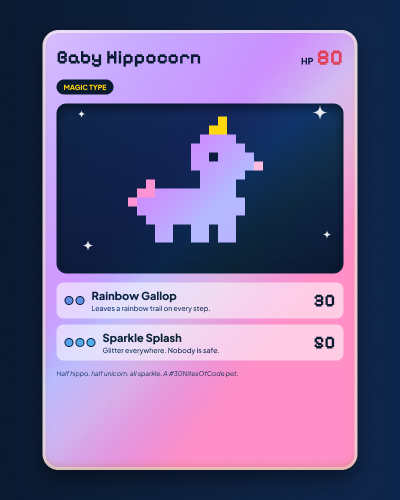 Baby Hippocorn
HP 80
MAGIC TYPE
Rainbow Gallop
30
Leaves a rainbow trail on every step.
Sparkle Splash
Glitter everywhere. Nobody is safe.
Half hippo, half unicorn, all sparkle. A #30NitesOfCode pet.